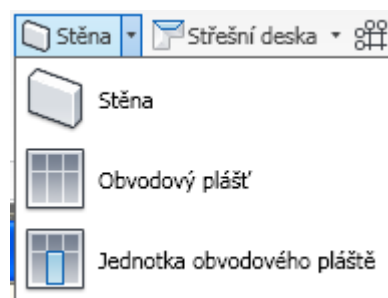 Stěna Střešní deska
Stěna
Obvodový plášť
Jednotka obvodového pláště